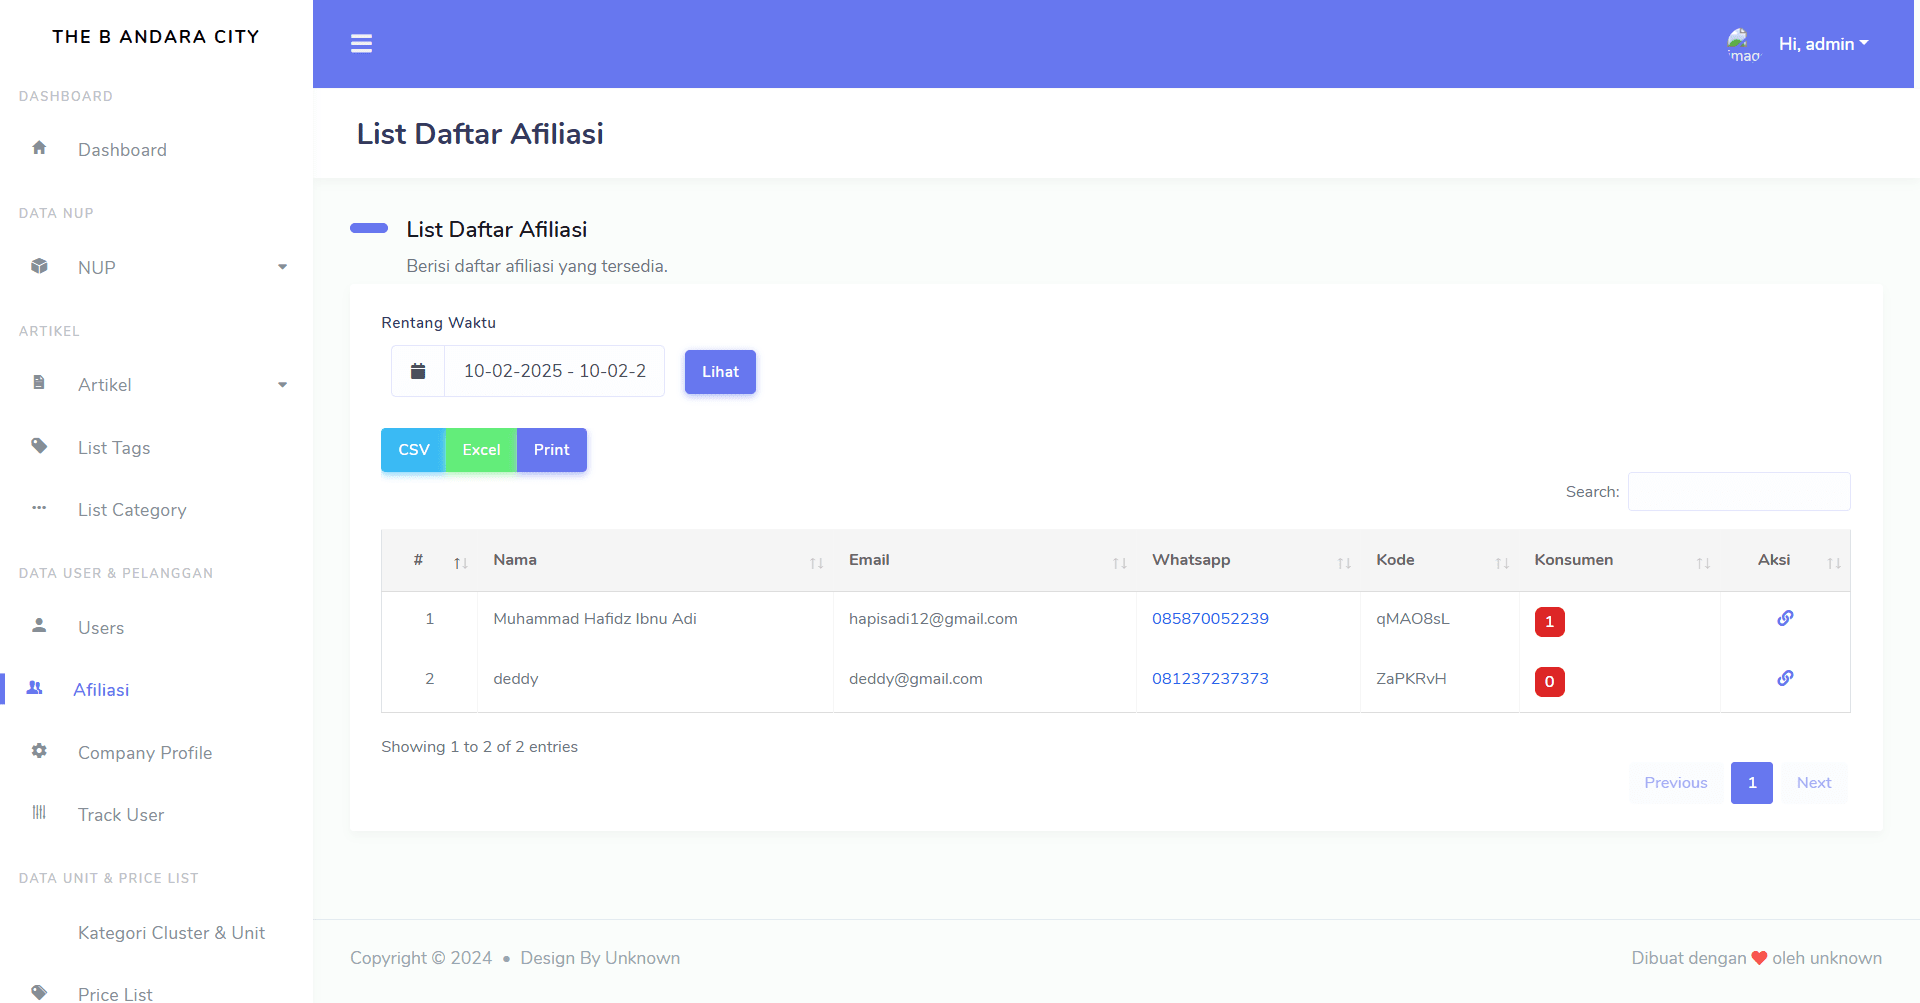 THE B ANDARA CITY
DASHBOARD
Dashboard
DATA NUP
NUP
ARTIKEL
Artikel
List Tags
List Category
DATA USER & PELANGGAN
Users
Afiliasi
Company Profile
Track User
DATA UNIT & PRICE LIST
Kategori Cluster & Unit
Price List
Hi, admin
List Daftar Afiliasi
List Daftar Afiliasi
Berisi daftar afiliasi yang tersedia.
Rentang Waktu
10-02-2025 - 10-02-2
Lihat
CSV Excel Print
Search:
# Nama Email Whatsapp Kode Konsumen Aksi
1 Muhammad Hafidz Ibnu Adi hapisadi12@gmail.com 085870052239 qMAO8sL 1
2 deddy deddy@gmail.com 081237237373 ZaPKRvH 0
Showing 1 to 2 of 2 entries
Previous 1 Next
Copyright © 2024 • Design By Unknown
Dibuat dengan ❤ oleh unknown